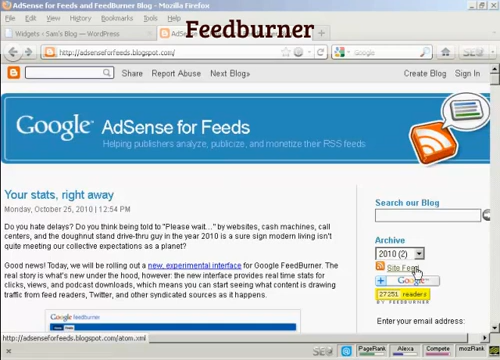 AdSense for Feeds and FeedBurner Blog - Mozilla Firefox
File Edit View History Bookmarks Tools Help
Feedburner
Widgets ‹ Sam's Blog — WordPress
http://adsenseforfeeds.blogspot.com/
Google
Share Report Abuse Next Blog» Create Blog Sign In
Google AdSense for Feeds
Helping publishers analyze, publicize, and monetize their RSS feeds
Your stats, right away
Monday, October 25, 2010 | 12:54 PM
Do you hate delays? Do you think being told to "Please wait..." by websites, cash machines, call
centers, and the doughnut stand drive-thru guy in the year 2010 is a sure sign modern living isn't
quite meeting our collective expectations as a planet?
Good news! Today, we will be rolling out a new, experimental interface for Google FeedBurner. The
real story is what's new under the hood, however: the new interface provides real time stats for
clicks, views, and podcast downloads, which means you can start seeing what content is drawing
traffic from feed readers, Twitter, and other syndicated sources as it happens.
Google feedburner
Search our Blog
Archive
2010 (2)
Site Feed
+ Google
27251 readers
BY FEEDBURNER
Enter your email address:
http://adsenseforfeeds.blogspot.com/atom.xml
PageRank Alexa Compete mozRank